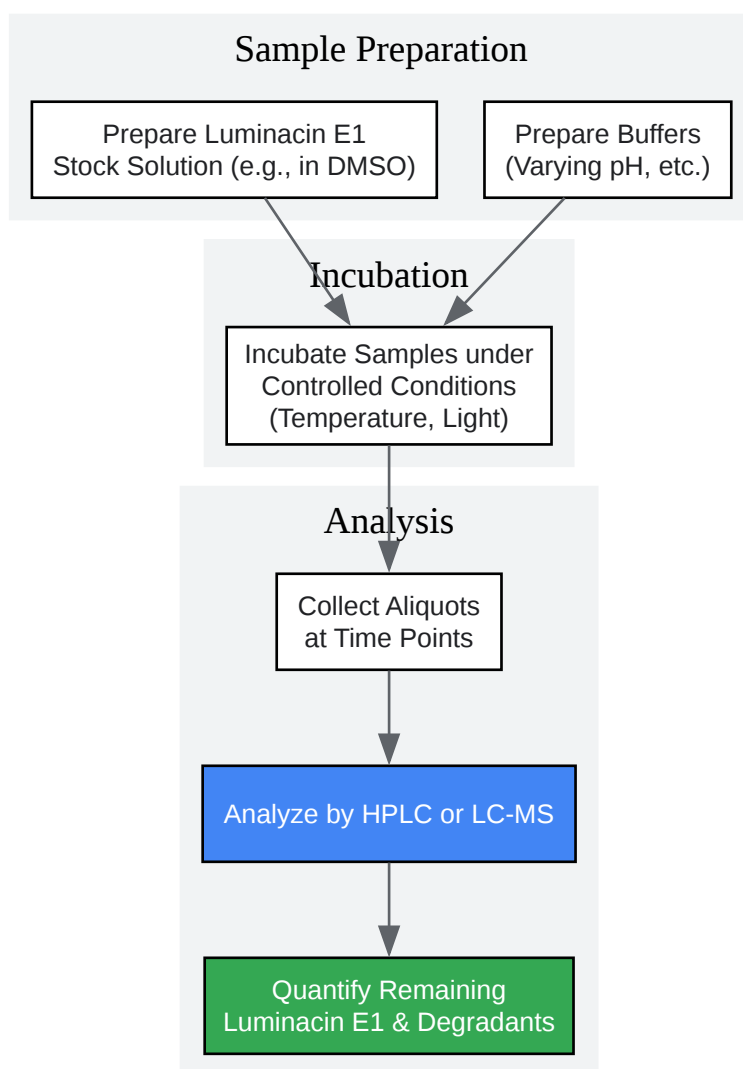 Sample Preparation
Prepare Luminacin E1
Stock Solution (e.g., in DMSO)
Prepare Buffers
(Varying pH, etc.)
Incubation
Incubate Samples under
Controlled Conditions
(Temperature, Light)
Analysis
Collect Aliquots
at Time Points
Analyze by HPLC or LC-MS
Quantify Remaining
Luminacin E1 & Degradants